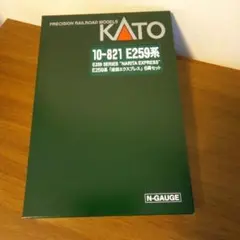 PRECISION RAILROAD MODELS
KATO
10-821 E259系
E259 SERIES "NARITA EXPRESS"
E259系「成田エクスプレス」6両セット
N-GAUGE